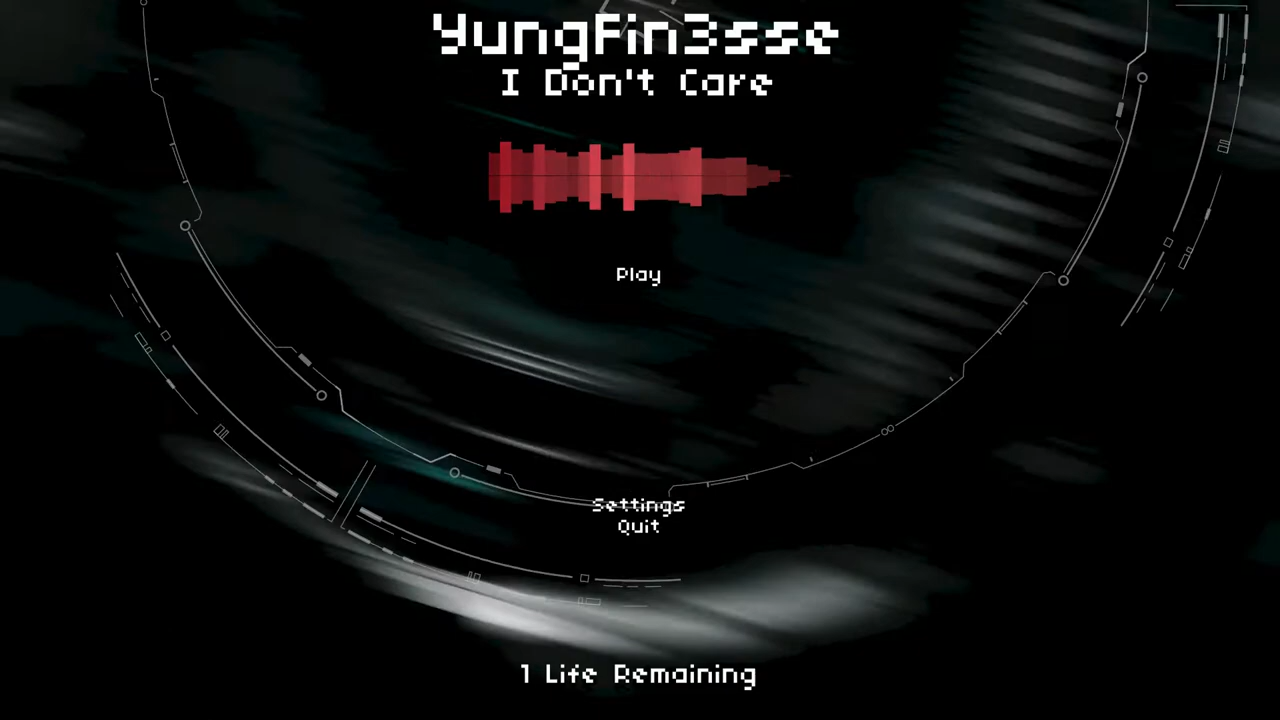 YungFin3sse
I Don't Care
Play
Settings
Quit
1 Life Remaining